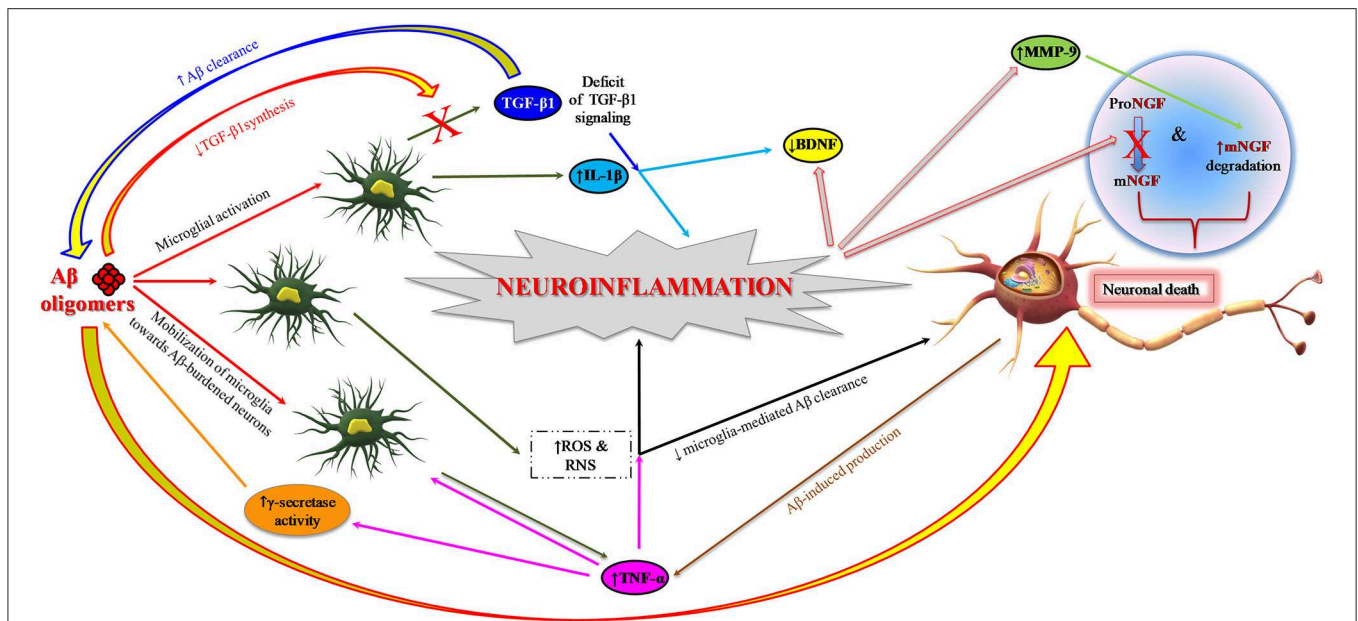 ↑Aβ clearance
↓TGF-β1synthesis
X
TGF-β1
Deficit
of TGF-β1
signaling
↑MMP-9
ProNGF
X
mNGF
&
↑mNGF
degradation
↓BDNF
↑IL-1β
Microglial activation
Aβ
oligomers
NEUROINFLAMMATION
Neuronal death
Mobilization of microglia
towards Aβ-burdened neurons
↑ROS &
RNS
↓ microglia-mediated Aβ clearance
Aβ-induced production
↑γ-secretase
activity
↑TNF-α